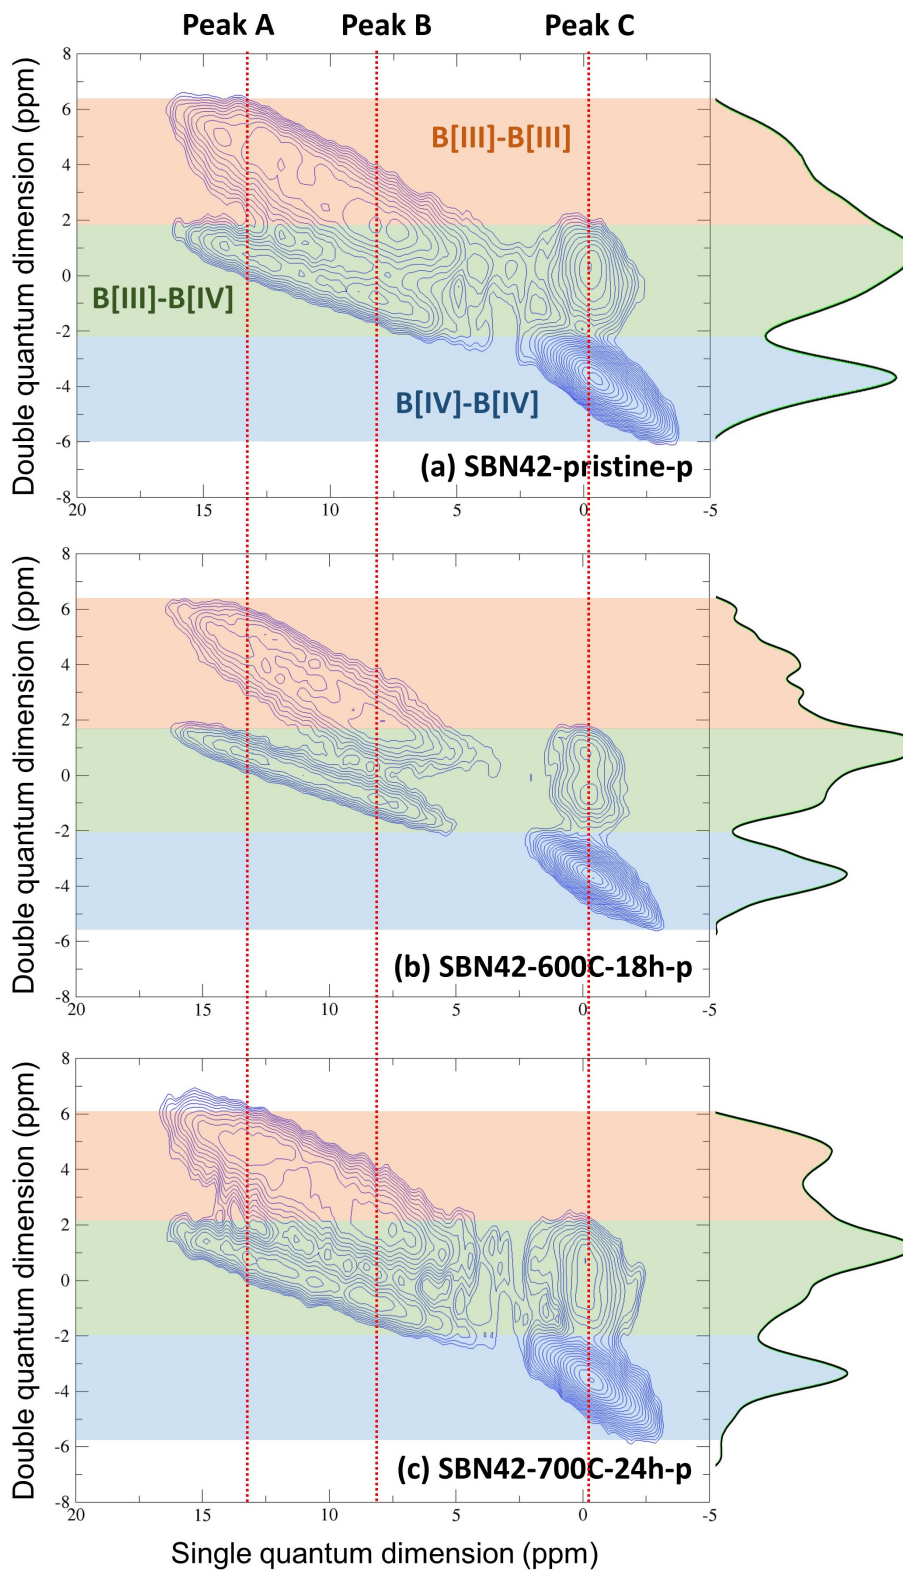 Peak A Peak B Peak C
Double quantum dimension (ppm)
8
6
4
2
0
-2
-4
-6
-8
B[III]-B[III]
B[III]-B[IV]
B[IV]-B[IV]
(a) SBN42-pristine-p
20 15 10 5 0 -5
Double quantum dimension (ppm)
8
6
4
2
0
-2
-4
-6
-8
(b) SBN42-600C-18h-p
20 15 10 5 0 -5
Double quantum dimension (ppm)
8
6
4
2
0
-2
-4
-6
-8
(c) SBN42-700C-24h-p
20 15 10 5 0 -5
Single quantum dimension (ppm)